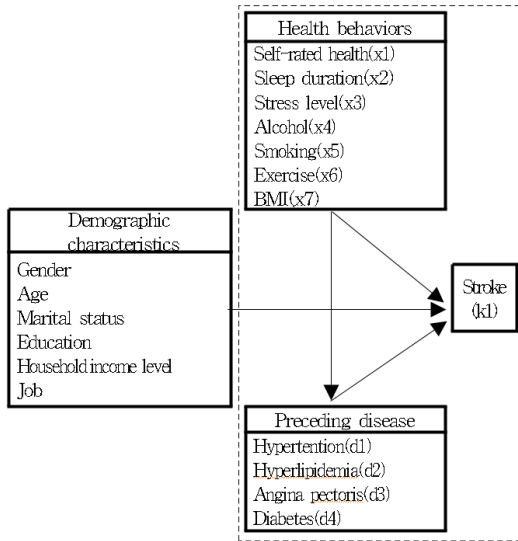 Health behaviors
Self-rated health(x1)
Sleep duration(x2)
Stress level(x3)
Alcohol(x4)
Smoking(x5)
Exercise(x6)
BMI(x7)
Demographic
characteristics
Gender
Age
Marital status
Education
Household income level
Job
Stroke
(k1)
Preceding disease
Hypertention(d1)
Hyperlipidemia(d2)
Angina pectoris(d3)
Diabetes(d4)